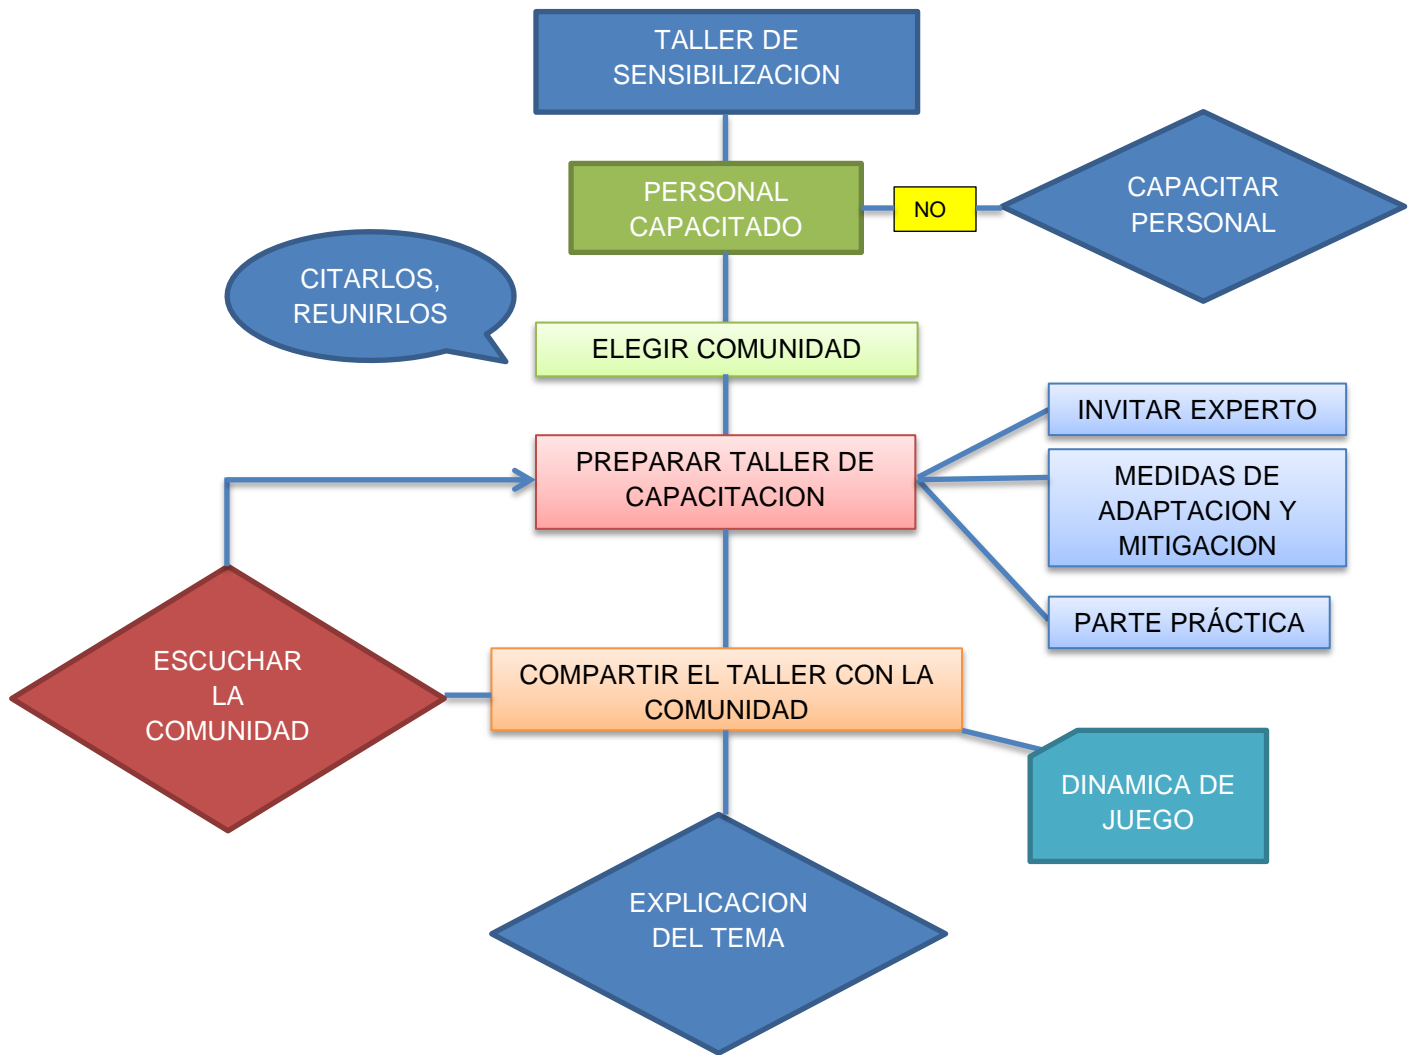 TALLER DE
SENSIBILIZACION
PERSONAL
CAPACITADO
NO
CAPACITAR
PERSONAL
CITARLOS,
REUNIRLOS
ELEGIR COMUNIDAD
PREPARAR TALLER DE
CAPACITACION
INVITAR EXPERTO
MEDIDAS DE
ADAPTACION Y
MITIGACION
PARTE PRÁCTICA
ESCUCHAR
LA
COMUNIDAD
COMPARTIR EL TALLER CON LA
COMUNIDAD
DINAMICA DE
JUEGO
EXPLICACION
DEL TEMA